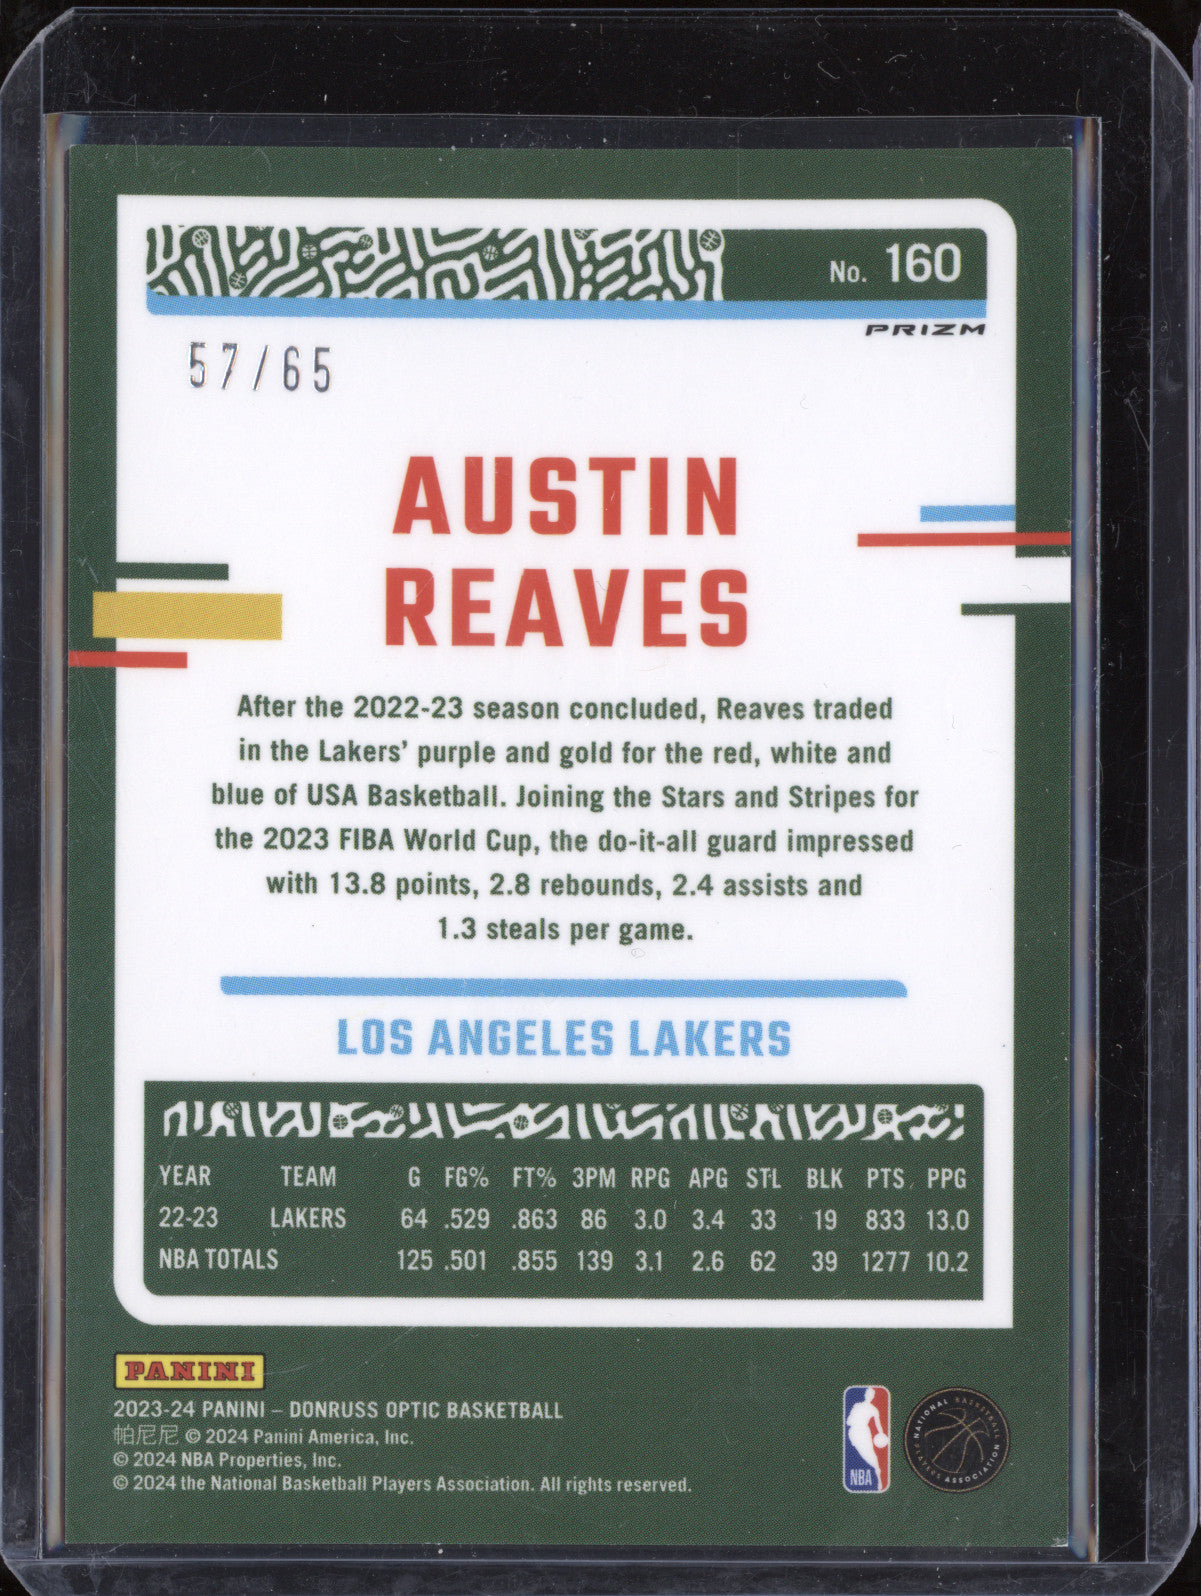 No. 160
PRIZM
57/65
AUSTIN
REAVES
After the 2022-23 season concluded, Reaves traded
in the Lakers' purple and gold for the red, white and
blue of USA Basketball. Joining the Stars and Stripes for
the 2023 FIBA World Cup, the do-it-all guard impressed
with 13.8 points, 2.8 rebounds, 2.4 assists and
1.3 steals per game.
LOS ANGELES LAKERS
YEAR TEAM G FG% FT% 3PM RPG APG STL BLK PTS PPG
22-23 LAKERS 64 .529 .863 86 3.0 3.4 33 19 833 13.0
NBA TOTALS 125 .501 .855 139 3.1 2.6 62 39 1277 10.2
PANINI
2023-24 PANINI – DONRUSS OPTIC BASKETBALL
帕尼尼 © 2024 Panini America, Inc.
© 2024 NBA Properties, Inc.
© 2024 the National Basketball Players Association. All rights reserved.
NBA
NATIONAL BASKETBALL PLAYERS ASSOCIATION